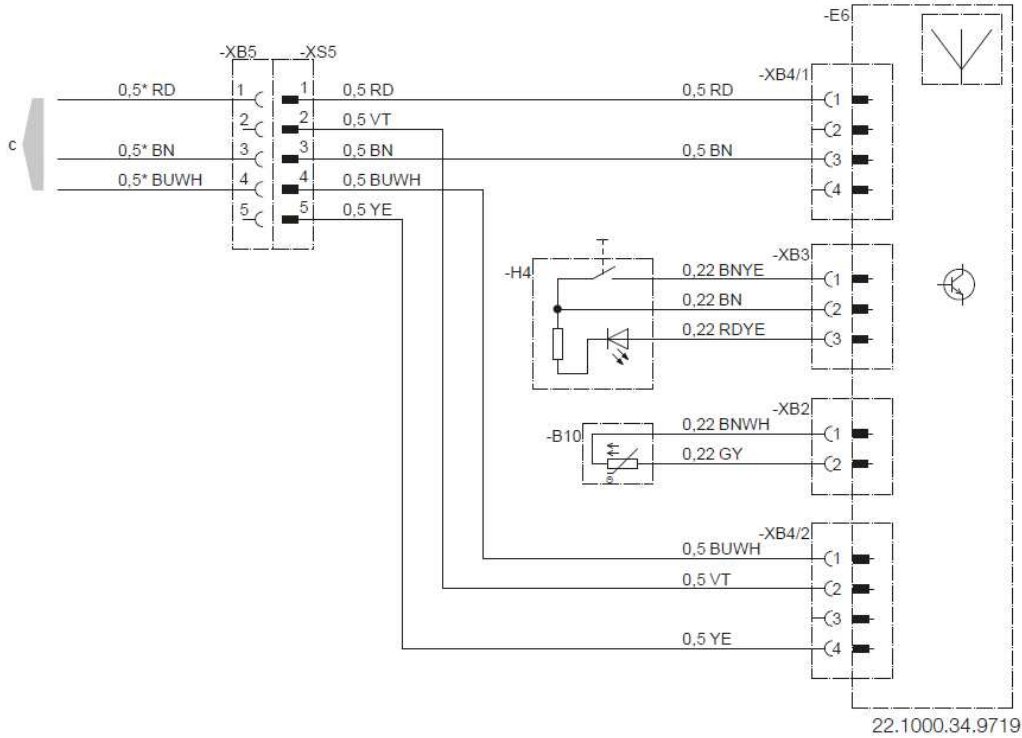 -E6
-XB5 -XS5
-XB4/1
0,5* RD 1 1 0,5 RD 0,5 RD 1
2 2 0,5 VT 2
c
0,5* BN 3 3 0,5 BN 0,5 BN 3
0,5* BUWH 4 4 0,5 BUWH 4
5 5 0,5 YE
-XB3
-H4 0,22 BNYE 1
0,22 BN 2
0,22 RDYE 3
-XB2
-B10 0,22 BNWH 1
0,22 GY 2
-XB4/2
0,5 BUWH 1
0,5 VT 2
3
0,5 YE 4
22.1000.34.9719